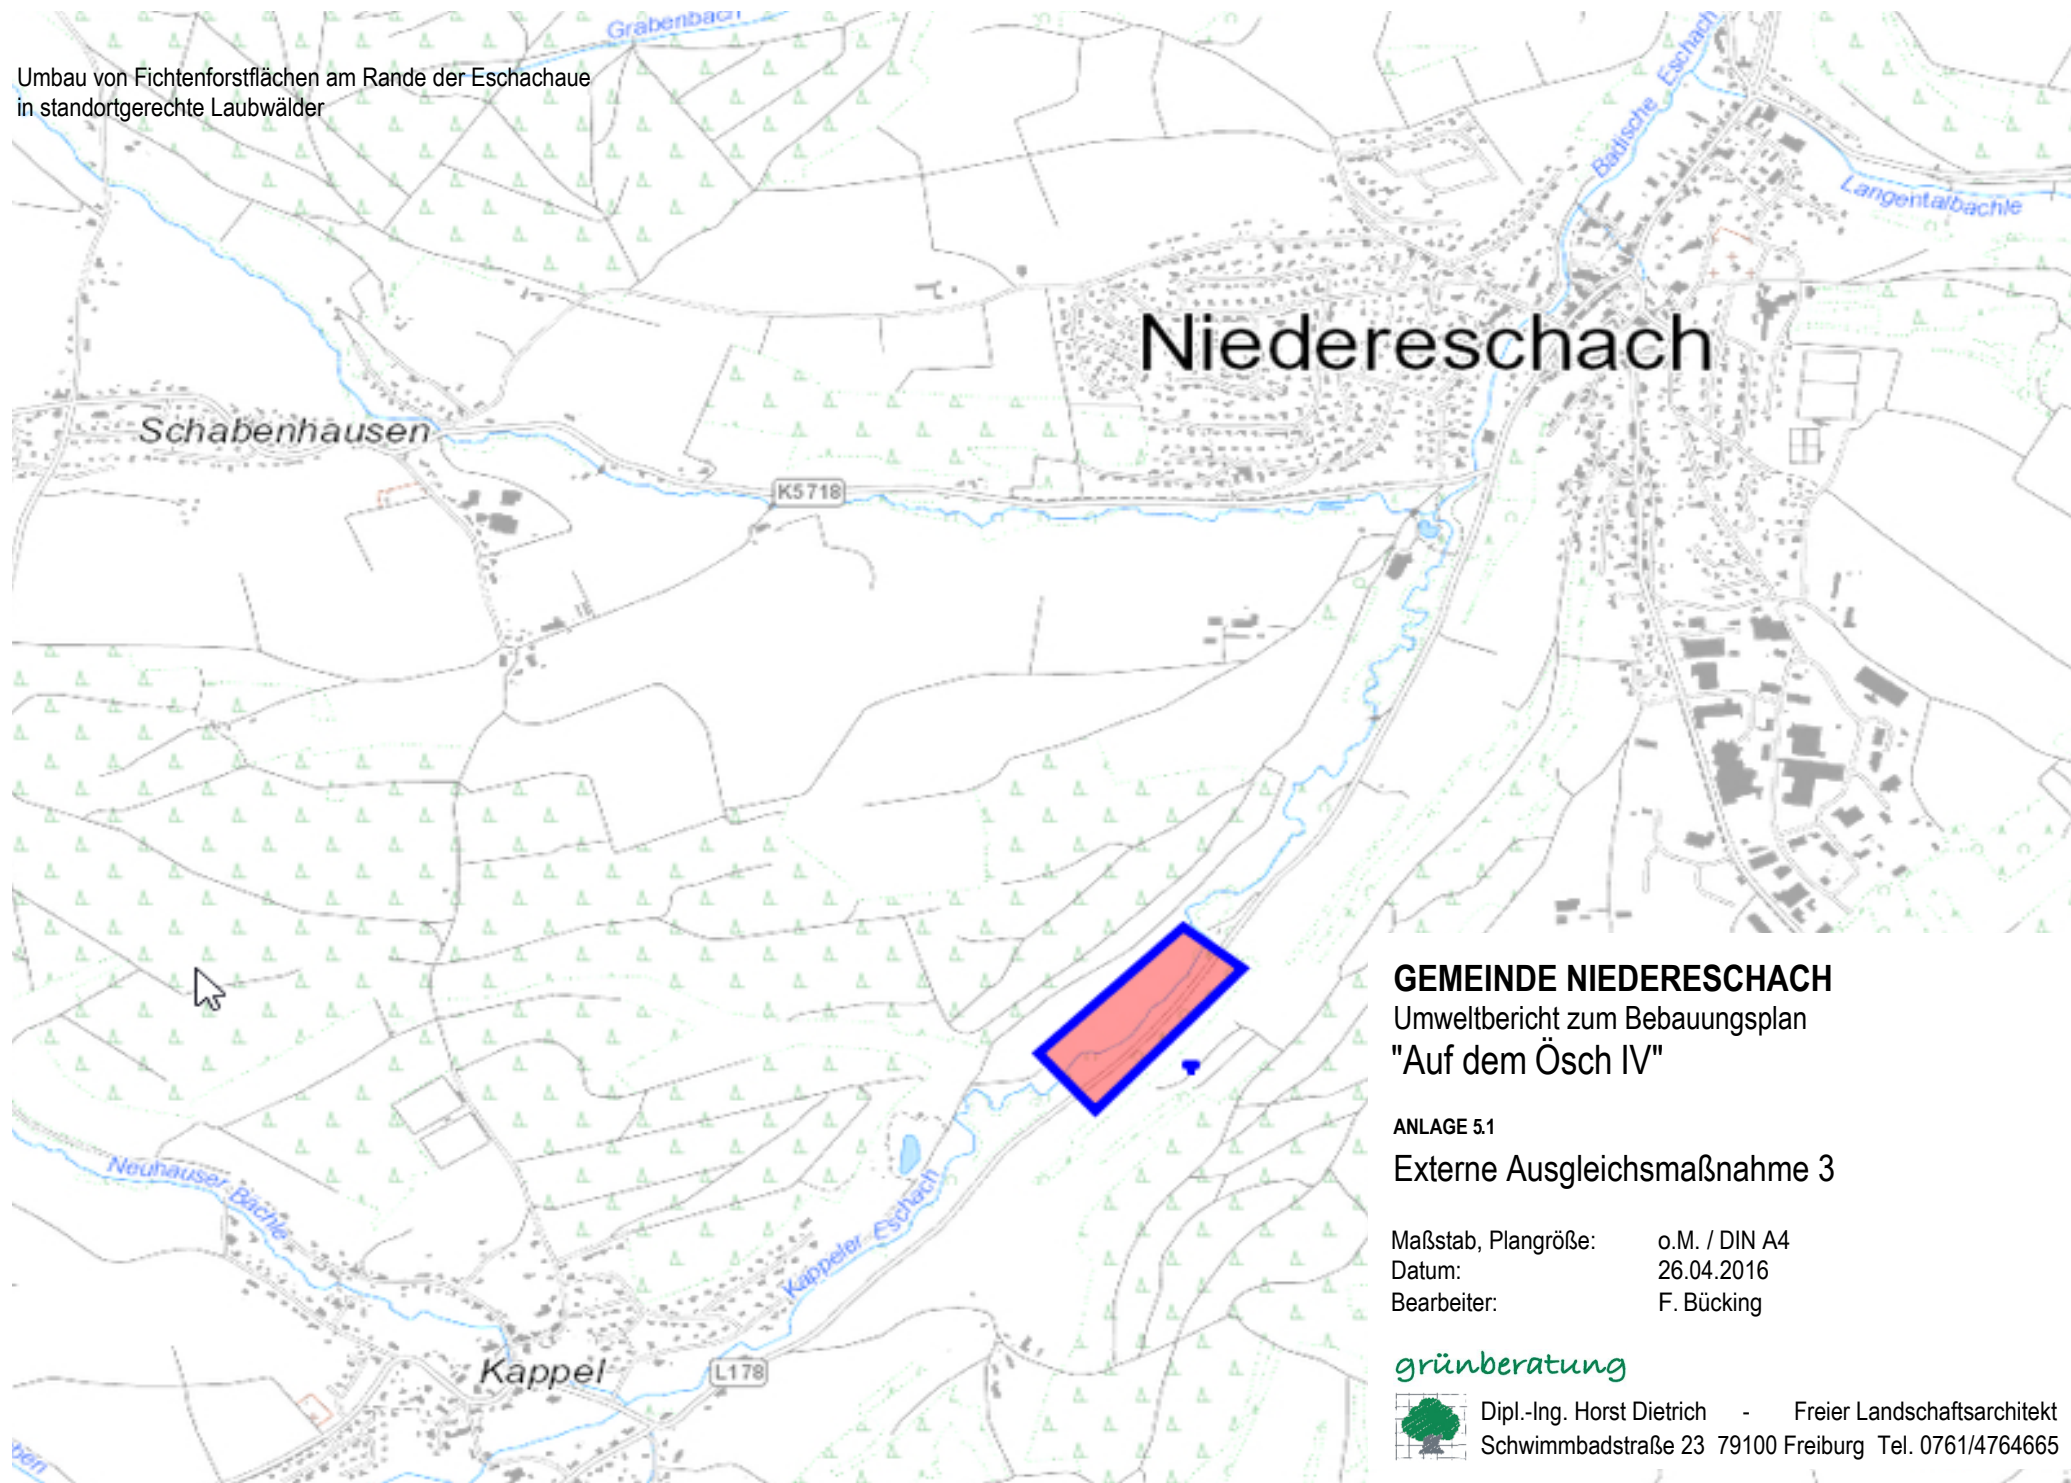 Grabenbach
Umbau von Fichtenforstflächen am Rande der Eschachaue
in standortgerechte Laubwälder
Badische Eschach
Langentalbächle
Niedereschach
Schabenhausen
K5718
GEMEINDE NIEDERESCHACH
Umweltbericht zum Bebauungsplan
"Auf dem Ösch IV"
ANLAGE 5.1
Externe Ausgleichsmaßnahme 3
Neuhauser Bächle
Kappeler Eschach
Maßstab, Plangröße: o.M. / DIN A4
Datum: 26.04.2016
Bearbeiter: F. Bücking
Kappel
L178
grünberatung
Dipl.-Ing. Horst Dietrich - Freier Landschaftsarchitekt
Schwimmbadstraße 23 79100 Freiburg Tel. 0761/4764665